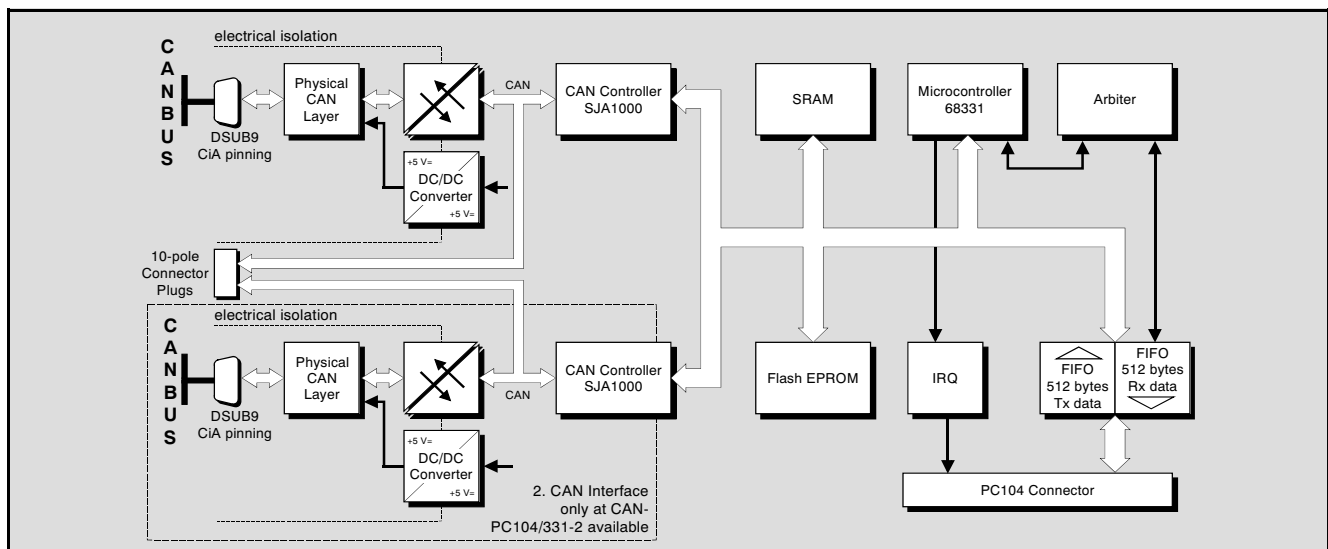 electrical isolation
C
A
N
B
U
S
DSUB9
CiA pinning
Physical
CAN
Layer
CAN
CAN Controller
SJA1000
+5 V=
DC/DC
Converter
+5 V=
SRAM
Microcontroller
68331
Arbiter
10-pole
Connector
Plugs
electrical isolation
C
A
N
B
U
S
DSUB9
CiA pinning
Physical
CAN
Layer
CAN
CAN Controller
SJA1000
+5 V=
DC/DC
Converter
+5 V=
2. CAN Interface
only at CAN-
PC104/331-2 available
Flash EPROM
IRQ
FIFO
512 bytes
Tx data
FIFO
512 bytes
Rx data
PC104 Connector